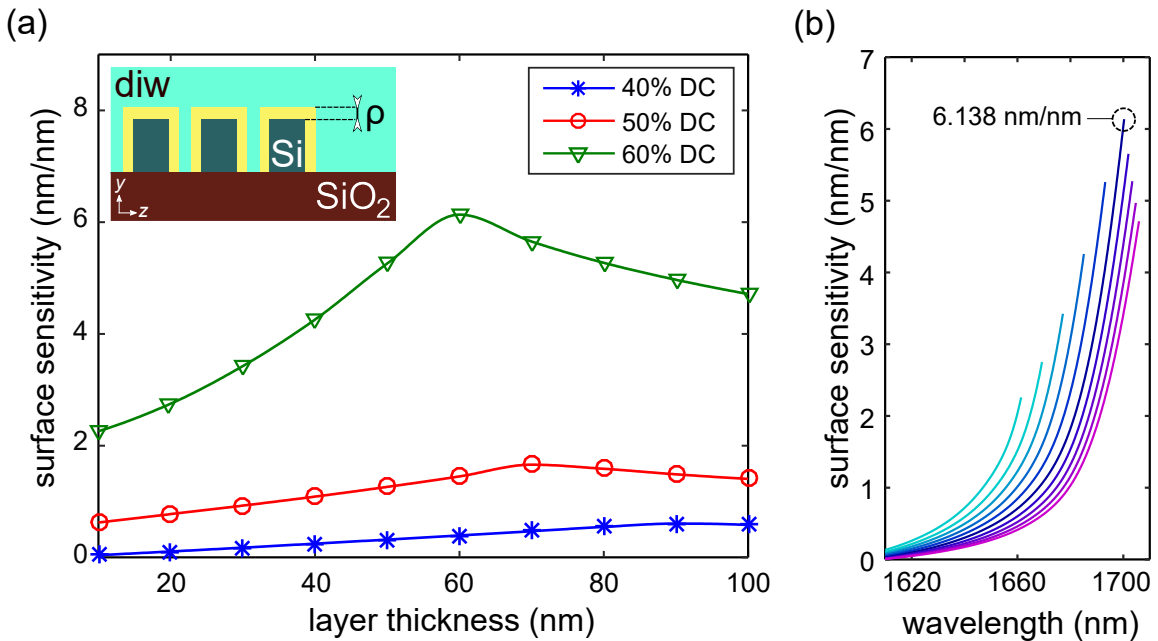 (a)
surface sensitivity (nm/nm)
8
6
4
2
0
20 40 60 80 100
layer thickness (nm)
diw
ρ
Si
SiO2
y
z
40% DC
50% DC
60% DC
(b)
surface sensitivity (nm/nm)
7
6
5
4
3
2
1
0
6.138 nm/nm
1620 1660 1700
wavelength (nm)